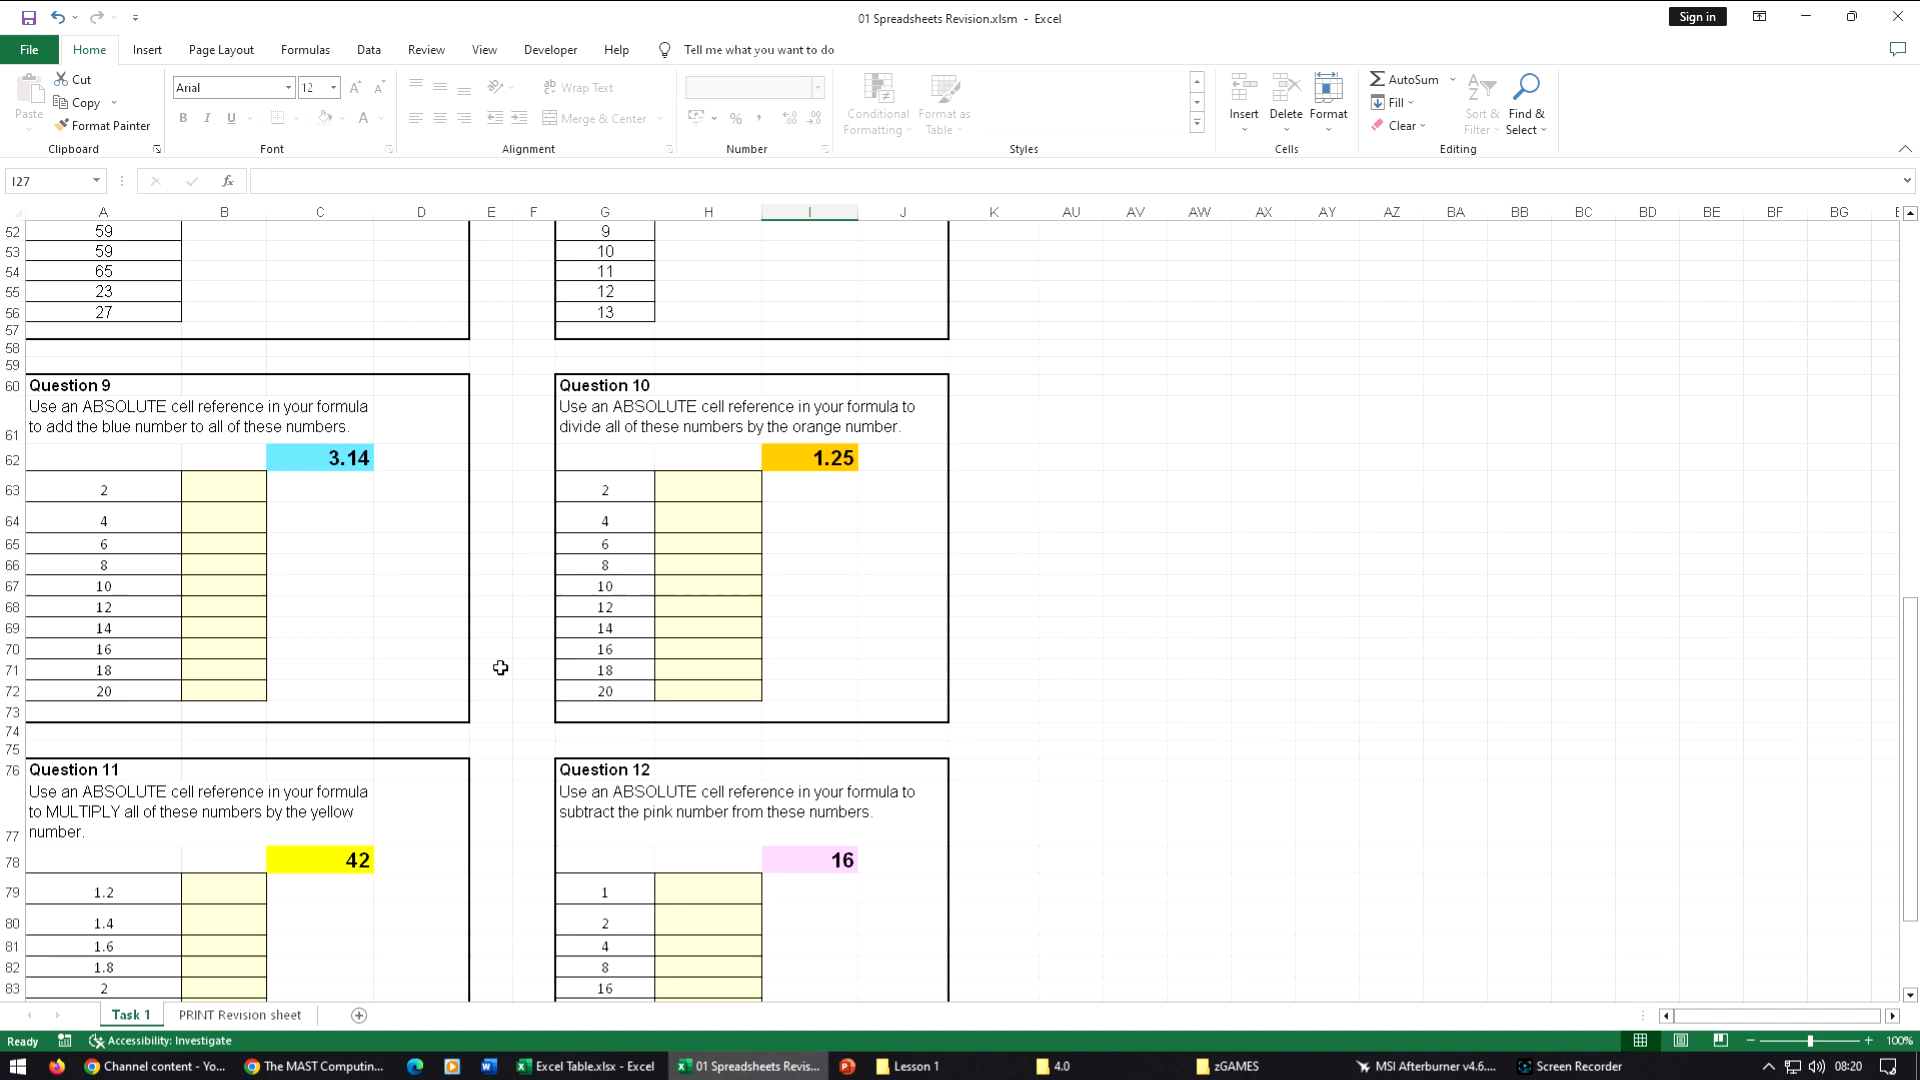 01 Spreadsheets Revision.xlsm - Excel
Sign in
File Home Insert Page Layout Formulas Data Review View Developer Help Tell me what you want to do
Paste
Cut
Copy
Format Painter
Clipboard
Arial 12
B I U A
Font
Wrap Text
Merge & Center
Alignment
% ,
Number
Conditional Formatting
Format as Table
Styles
Insert Delete Format
Cells
AutoSum
Fill
Clear
Sort & Filter
Find & Select
Editing
I27 fx
A B C D E F G H I J K AU AV AW AX AY AZ BA BB BC BD BE BF BG
52 59 9
53 59 10
54 65 11
55 23 12
56 27 13
57
58
59
60 Question 9 Question 10
Use an ABSOLUTE cell reference in your formula Use an ABSOLUTE cell reference in your formula to
61 to add the blue number to all of these numbers. divide all of these numbers by the orange number.
62 3.14 1.25
63 2 2
64 4 4
65 6 6
66 8 8
67 10 10
68 12 12
69 14 14
70 16 16
71 18 18
72 20 20
73
74
75
76 Question 11 Question 12
Use an ABSOLUTE cell reference in your formula Use an ABSOLUTE cell reference in your formula to
to MULTIPLY all of these numbers by the yellow subtract the pink number from these numbers.
77 number.
78 42 16
79 1.2 1
80 1.4 2
81 1.6 4
82 1.8 8
83 2 16
Task 1 PRINT Revision sheet
Ready Accessibility: Investigate 100%
Channel content - Yo... The MAST Computin... Excel Table.xlsx - Excel 01 Spreadsheets Revis... Lesson 1 4.0 zGAMES MSI Afterburner v4.6.... Screen Recorder 08:20